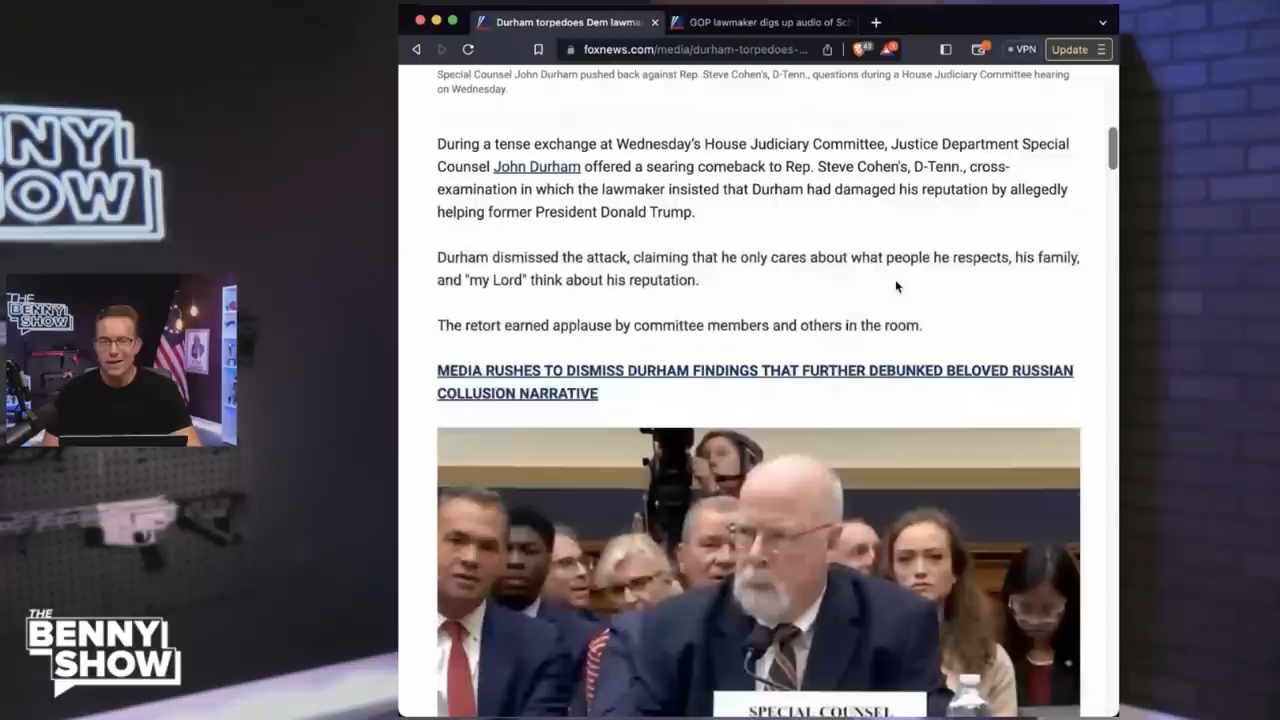 Durham torpedoes Dem lawma
GOP lawmaker digs up audio of Sch
foxnews.com/media/durham-torpedoes-...
43
VPN
Update
Special Counsel John Durham pushed back against Rep. Steve Cohen's, D-Tenn., questions during a House Judiciary Committee hearing
on Wednesday.
During a tense exchange at Wednesday's House Judiciary Committee, Justice Department Special
Counsel John Durham offered a searing comeback to Rep. Steve Cohen's, D-Tenn., cross-
examination in which the lawmaker insisted that Durham had damaged his reputation by allegedly
helping former President Donald Trump.
Durham dismissed the attack, claiming that he only cares about what people he respects, his family,
and "my Lord" think about his reputation.
The retort earned applause by committee members and others in the room.
MEDIA RUSHES TO DISMISS DURHAM FINDINGS THAT FURTHER DEBUNKED BELOVED RUSSIAN
COLLUSION NARRATIVE
SPECIAL COUNSEL
NNY
OW
THE
BENNY
SHOW
THE
BENNY
SHOW